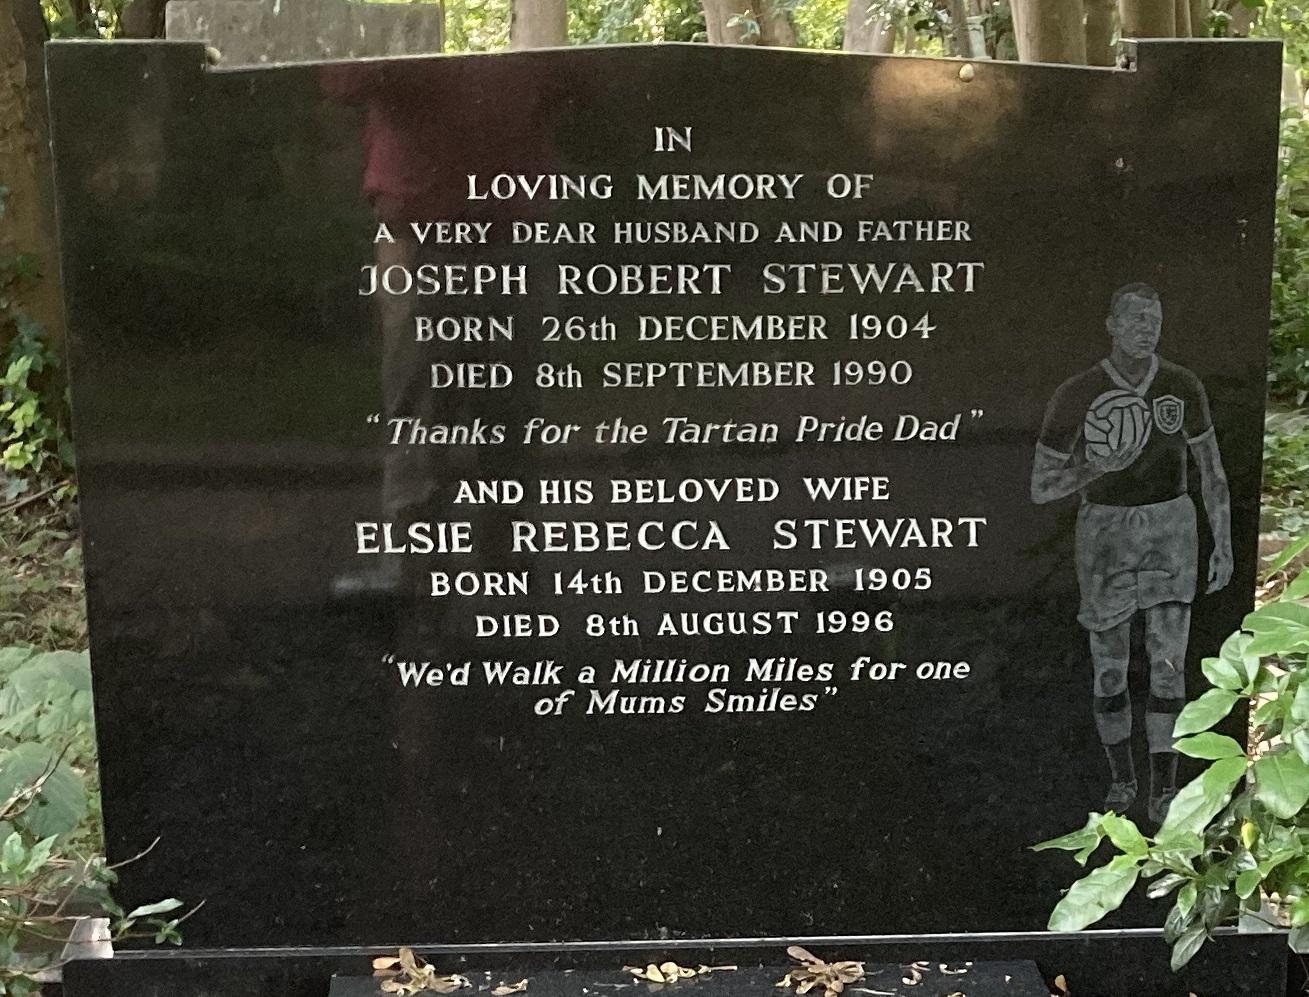 IN
LOVING MEMORY OF
A VERY DEAR HUSBAND AND FATHER
JOSEPH ROBERT STEWART
BORN 26th DECEMBER 1904
DIED 8th SEPTEMBER 1990
"Thanks for the Tartan Pride Dad"
AND HIS BELOVED WIFE
ELSIE REBECCA STEWART
BORN 14th DECEMBER 1905
DIED 8th AUGUST 1996
"We'd Walk a Million Miles for one
of Mums Smiles"